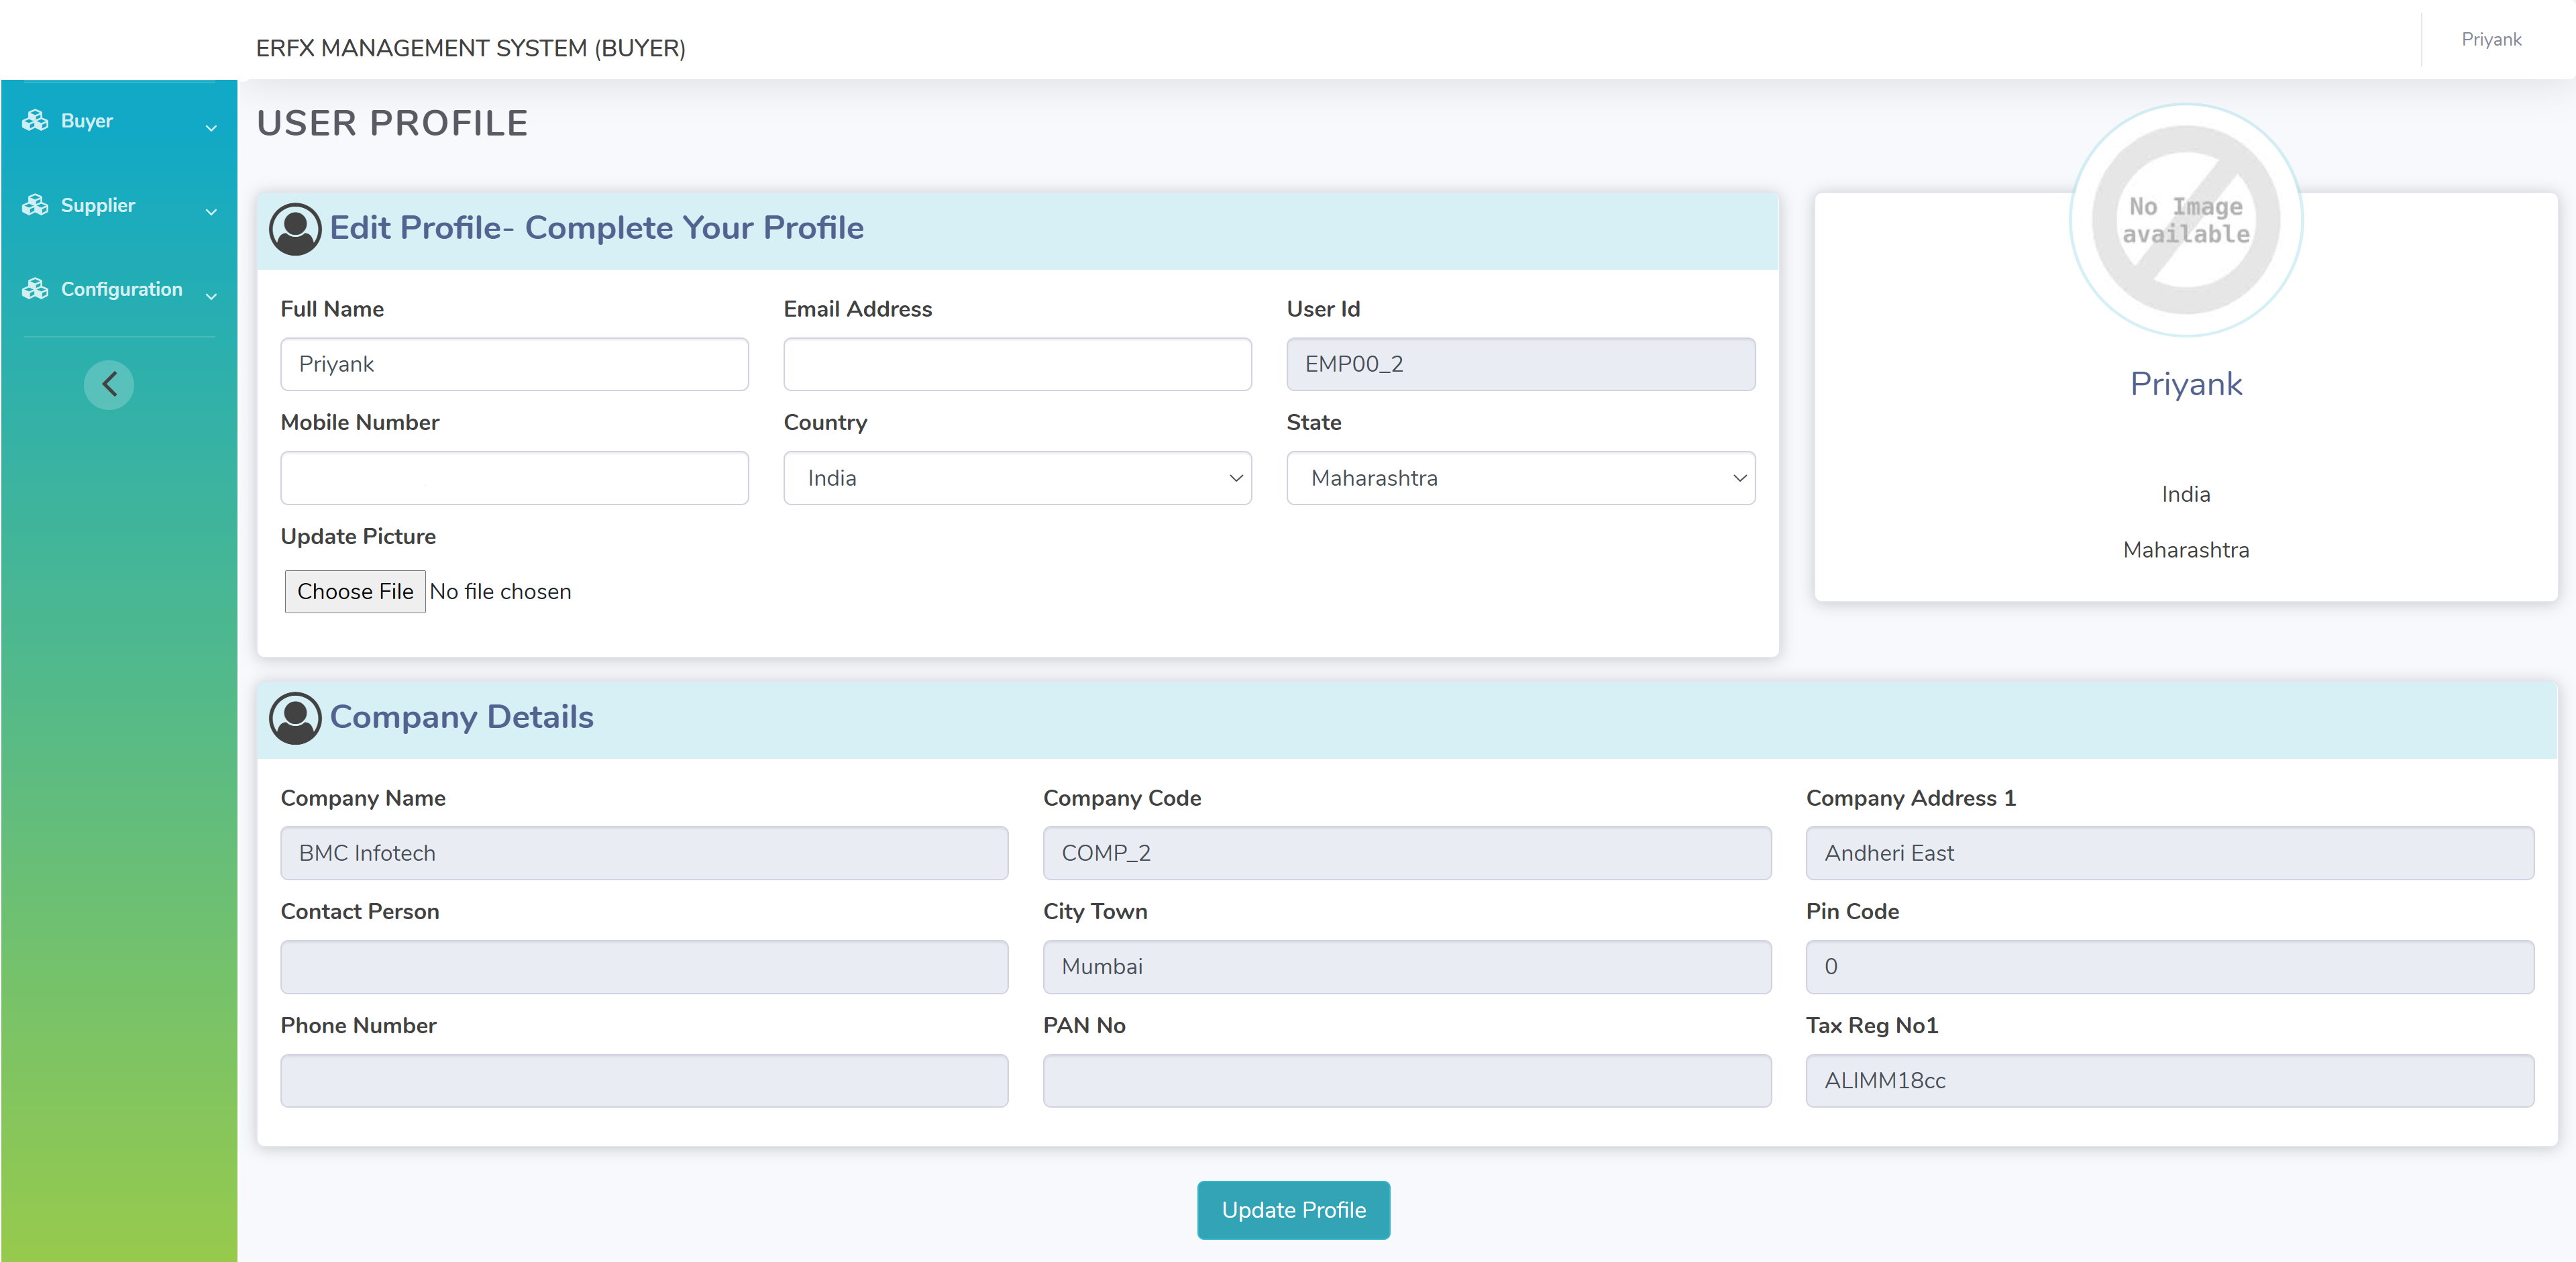 ERFX MANAGEMENT SYSTEM (BUYER)
Priyank
Buyer
Supplier
Configuration
USER PROFILE
Edit Profile- Complete Your Profile
Full Name
Email Address
User Id
Priyank
EMP00_2
Mobile Number
Country
State
India
Maharashtra
Update Picture
Choose File No file chosen
No Image
available
Priyank
India
Maharashtra
Company Details
Company Name
Company Code
Company Address 1
BMC Infotech
COMP_2
Andheri East
Contact Person
City Town
Pin Code
Mumbai
0
Phone Number
PAN No
Tax Reg No1
ALIMM18cc
Update Profile